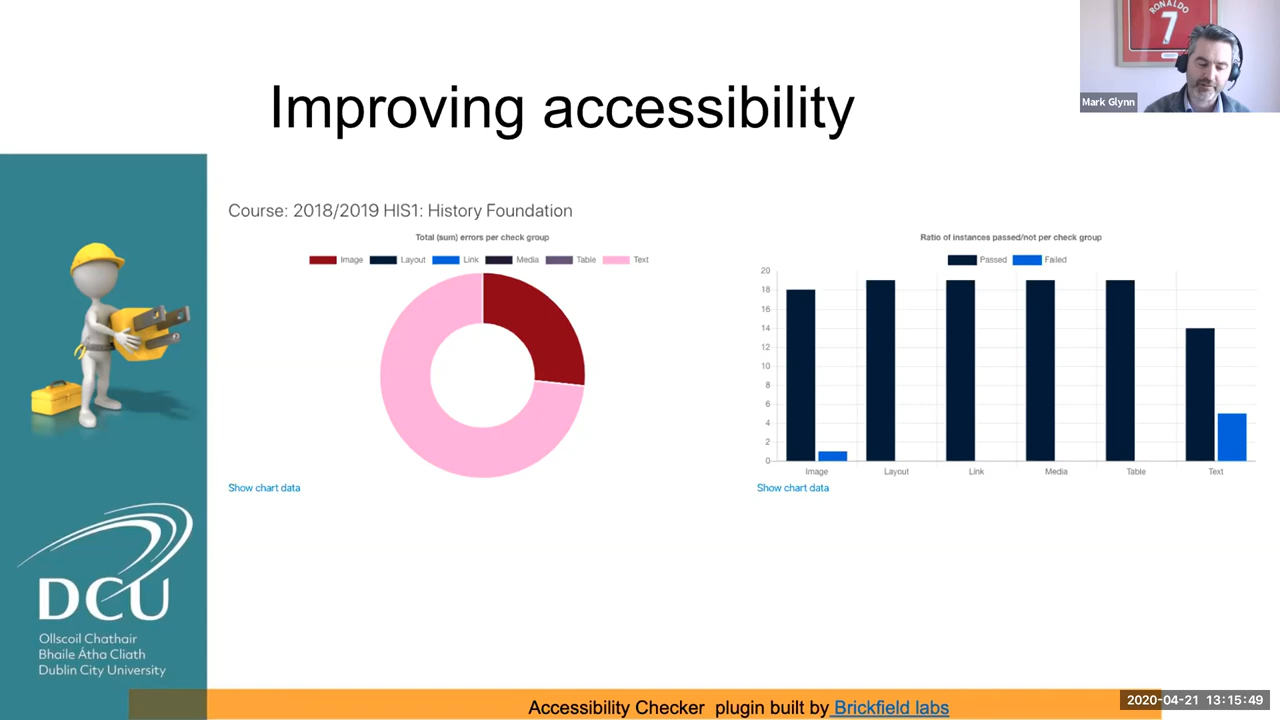 RONALDO
7
Mark Glynn
Improving accessibility
Course: 2018/2019 HIS1: History Foundation
Total (sum) errors per check group
Image Layout Link Media Table Text
Show chart data
Ratio of instances passed/not per check group
Passed Failed
20
18
16
14
12
10
8
6
4
2
0
Image Layout Link Media Table Text
Show chart data
DCU
Ollscoil Chathair
Bhaile Átha Cliath
Dublin City University
Accessibility Checker plugin built by Brickfield labs
2020-04-21 13:15:49